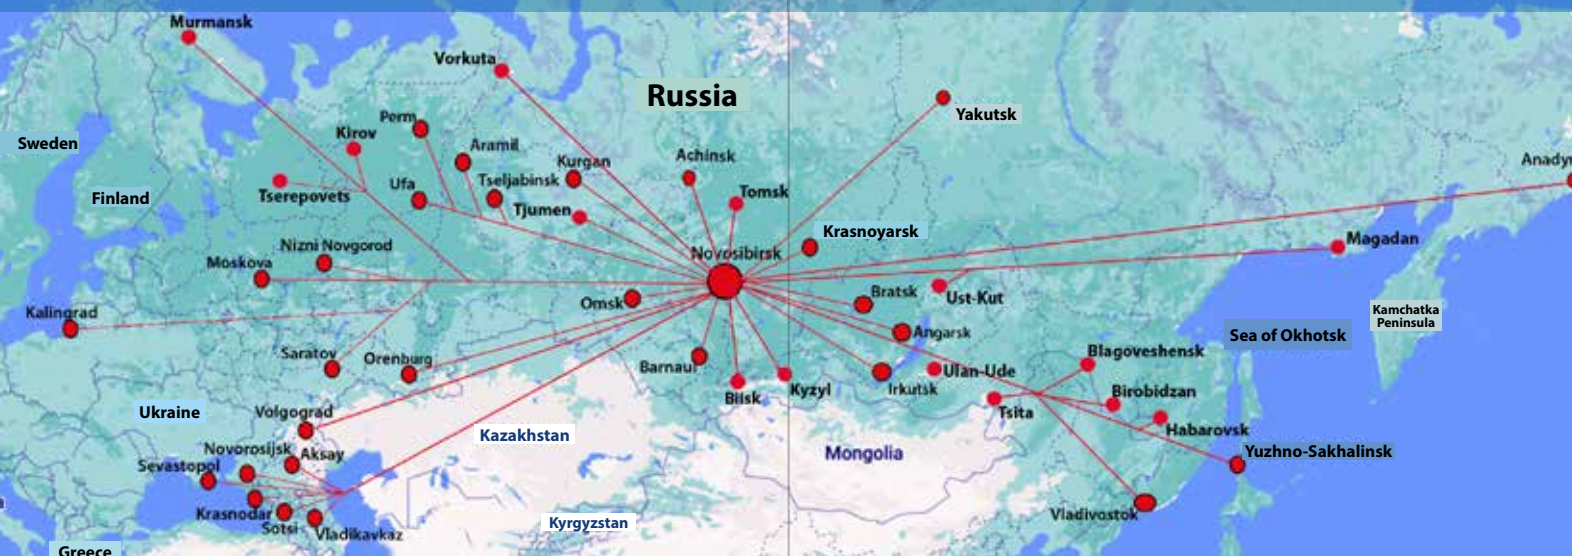 Murmansk
Vorkuta
Russia
Yakutsk
Perm
Kirov
Aramil
Sweden
Achinsk
Kurgan
Anadyr
Tseljabinsk
Ufa
Tomsk
Finland
Tserepovets
Tjumen
Krasnoyarsk
Magadan
Nizni Novgorod
Novosibirsk
Moskova
Bratsk
Ust-Kut
Omsk
Kalingrad
Kamchatka
Peninsula
Angarsk
Sea of Okhotsk
Saratov
Orenburg
Blagoveshensk
Barnaul
Ulan-Ude
Irkutsk
Kyzyl
Birobidzan
Biisk
Ukraine
Volgograd
Tsita
Habarovsk
Kazakhstan
Novorosijsk
Aksay
Mongolia
Yuzhno-Sakhalinsk
Sevastopol
Krasnodar
Vladivostok
Sotsi
Vladikavkaz
Kyrgyzstan
Greece